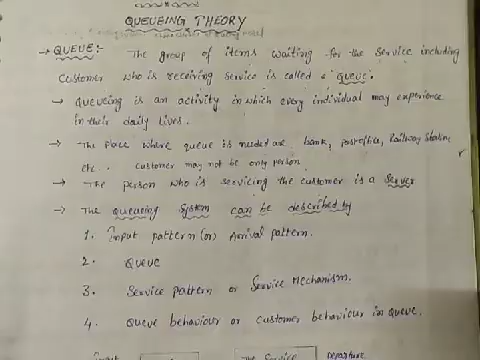 QUEUEING THEORY
→ QUEUE:- The group of items waiting for the service including
customer who is receiving service is called a queue.
→ Queueing is an activity in which every individual may experience
in their daily lives.
→ The place where queue is needed are bank, postoffice, Railway Station
etc.. customer may not be only person
→ The person who is servicing the customer is a Server
→ The Queueing System can be described by
1. Input pattern (or) Arrival pattern.
2. Queue
3. Service pattern or Service Mechanism.
4. Queue behaviour or customer behaviour in queue.
Input The Service Departure